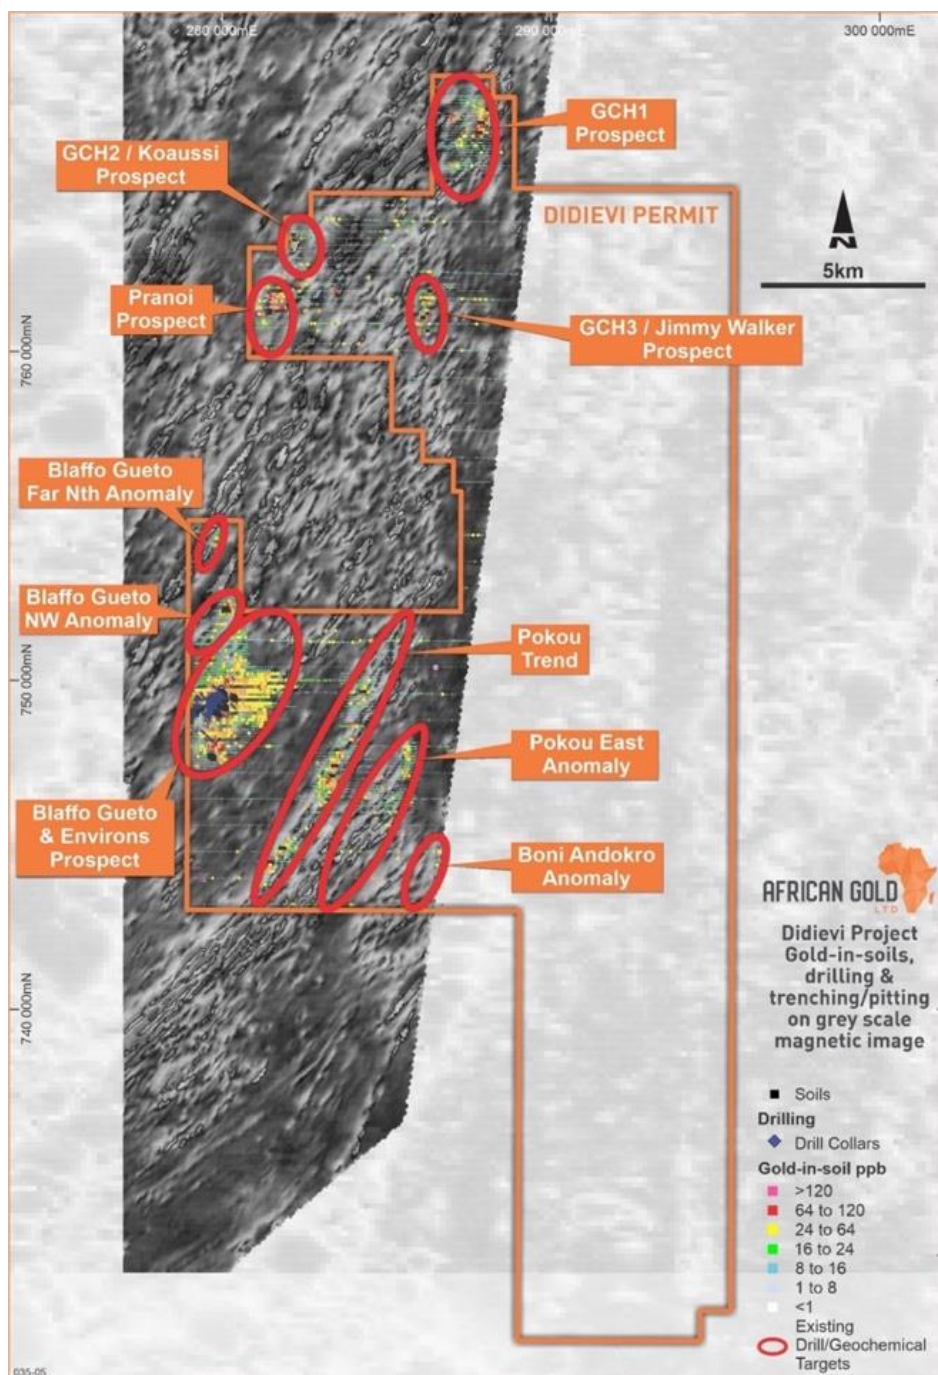 280 000mE
290 000mE
300 000mE
GCH1
Prospect
GCH2 / Koaussi
Prospect
DIDIEVI PERMIT
N
5km
Pranoi
Prospect
GCH3 / Jimmy Walker
Prospect
760 000mN
Blaffo Gueto
Far Nth Anomaly
Blaffo Gueto
NW Anomaly
Pokou
Trend
750 000mN
Pokou East
Anomaly
Blaffo Gueto
& Environs
Prospect
Boni Andokro
Anomaly
AFRICAN GOLD
LTD
Didievi Project
Gold-in-soils,
drilling &
trenching/pitting
on grey scale
magnetic image
740 000mN
Soils
Drilling
Drill Collars
Gold-in-soil ppb
>120
64 to 120
24 to 64
16 to 24
8 to 16
1 to 8
<1
Existing
Drill/Geochemical
Targets
035-05